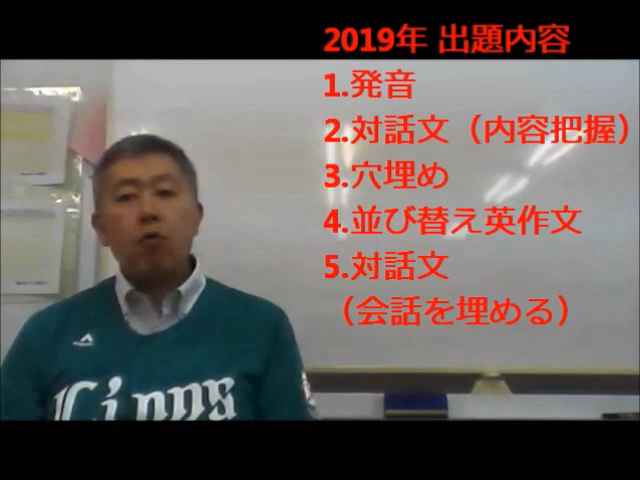 2019年 出題内容
1.発音
2.対話文（内容把握）
3.穴埋め
4.並び替え英作文
5.対話文
（会話を埋める）
Lions